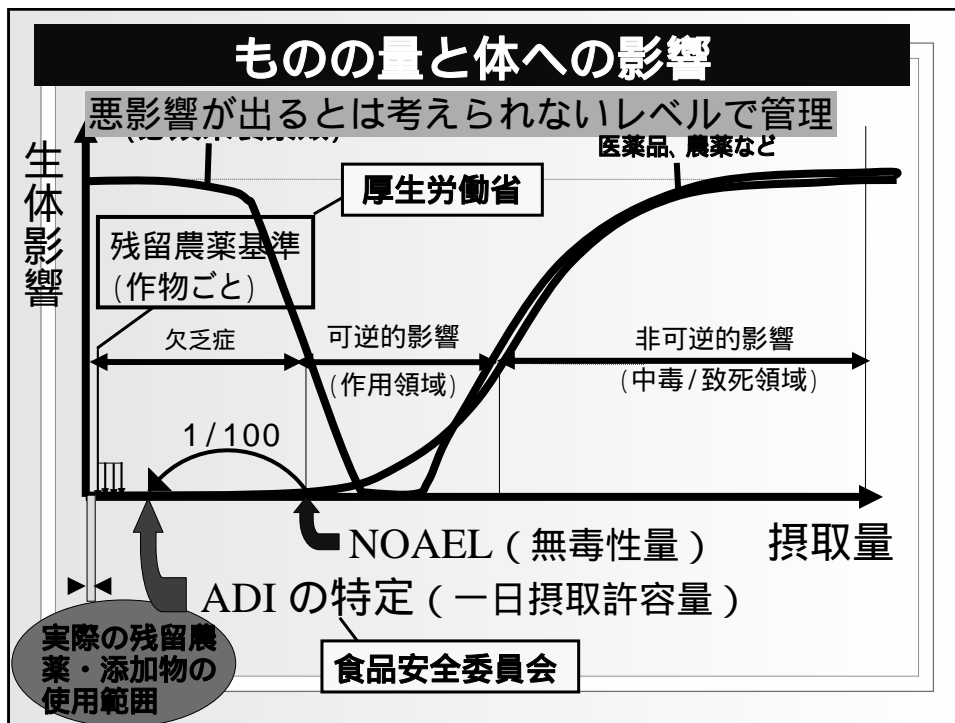 ものの量と体への影響
悪影響が出るとは考えられないレベルで管理
医薬品、農薬など
生体影響
厚生労働省
残留農薬基準
(作物ごと)
欠乏症
可逆的影響
(作用領域)
非可逆的影響
(中毒/致死領域)
1/100
NOAEL(無毒性量)
摂取量
ADIの特定(一日摂取許容量)
実際の残留農
薬・添加物の
使用範囲
食品安全委員会